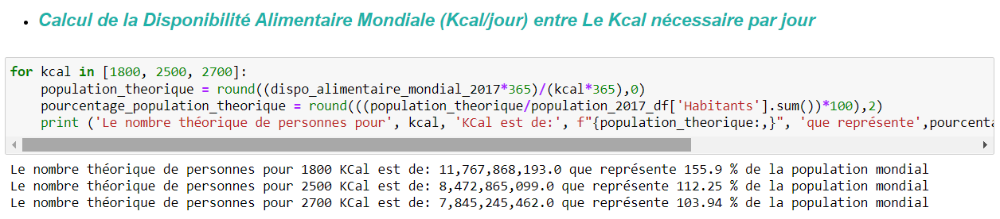 Calcul de la Disponibilité Alimentaire Mondiale (Kcal/jour) entre Le Kcal nécessaire par jour
for kcal in [1800, 2500, 2700]:
    population_theorique = round((dispo_alimentaire_mondial_2017*365)/(kcal*365),0)
    pourcentage_population_theorique = round(((population_theorique/population_2017_df['Habitants'].sum())*100),2)
    print ('Le nombre théorique de personnes pour', kcal, 'KCal est de:', f"{population_theorique:,}", 'que représente',pourcenta
Le nombre théorique de personnes pour 1800 KCal est de: 11,767,868,193.0 que représente 155.9 % de la population mondial
Le nombre théorique de personnes pour 2500 KCal est de: 8,472,865,099.0 que représente 112.25 % de la population mondial
Le nombre théorique de personnes pour 2700 KCal est de: 7,845,245,462.0 que représente 103.94 % de la population mondial